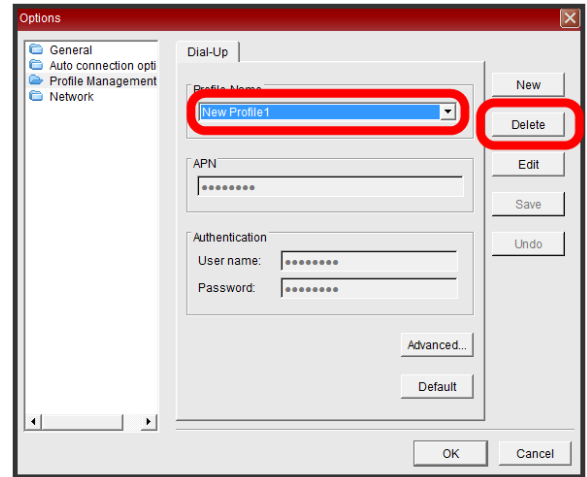 Options
General
Auto connection opti
Profile Management
Network
Dial-Up
Profile Name
New Profile1
New
Delete
Edit
Save
Undo
APN
●●●●●●●●
Authentication
User name:
●●●●●●●●
Password:
●●●●●●●●
Advanced...
Default
OK
Cancel